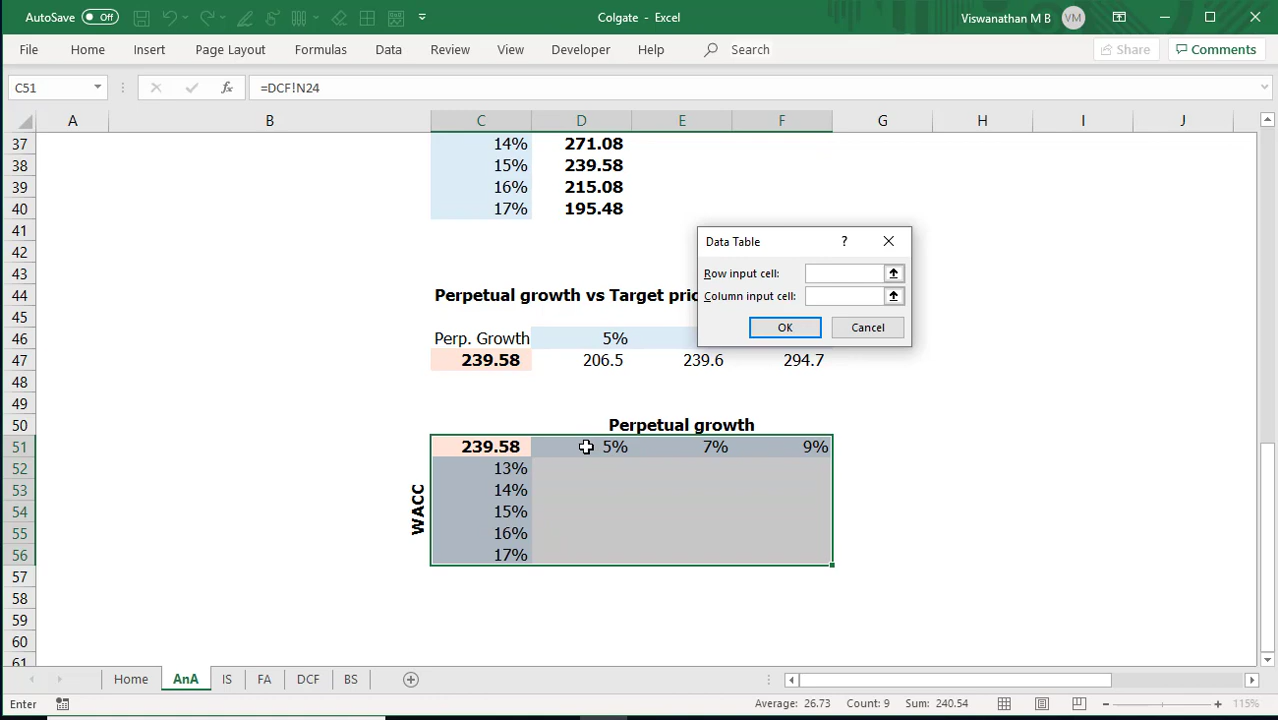 AutoSave Off Colgate - Excel Viswanathan M B VM
File Home Insert Page Layout Formulas Data Review View Developer Help Search Share Comments
C51 fx =DCF!N24
A B C D E F G H I J
37 14% 271.08
38 15% 239.58
39 16% 215.08
40 17% 195.48
41
42
43
44 Perpetual growth vs Target pric
45
46 Perp. Growth 5%
47 239.58 206.5 239.6 294.7
48
49
50 Perpetual growth
51 239.58 5% 7% 9%
52 13%
53 14%
54 15%
55 16%
56 17%
57
58
59
60
61
WACC
Data Table ?
Row input cell:
Column input cell:
OK Cancel
Home AnA IS FA DCF BS
Enter Average: 26.73 Count: 9 Sum: 240.54 115%